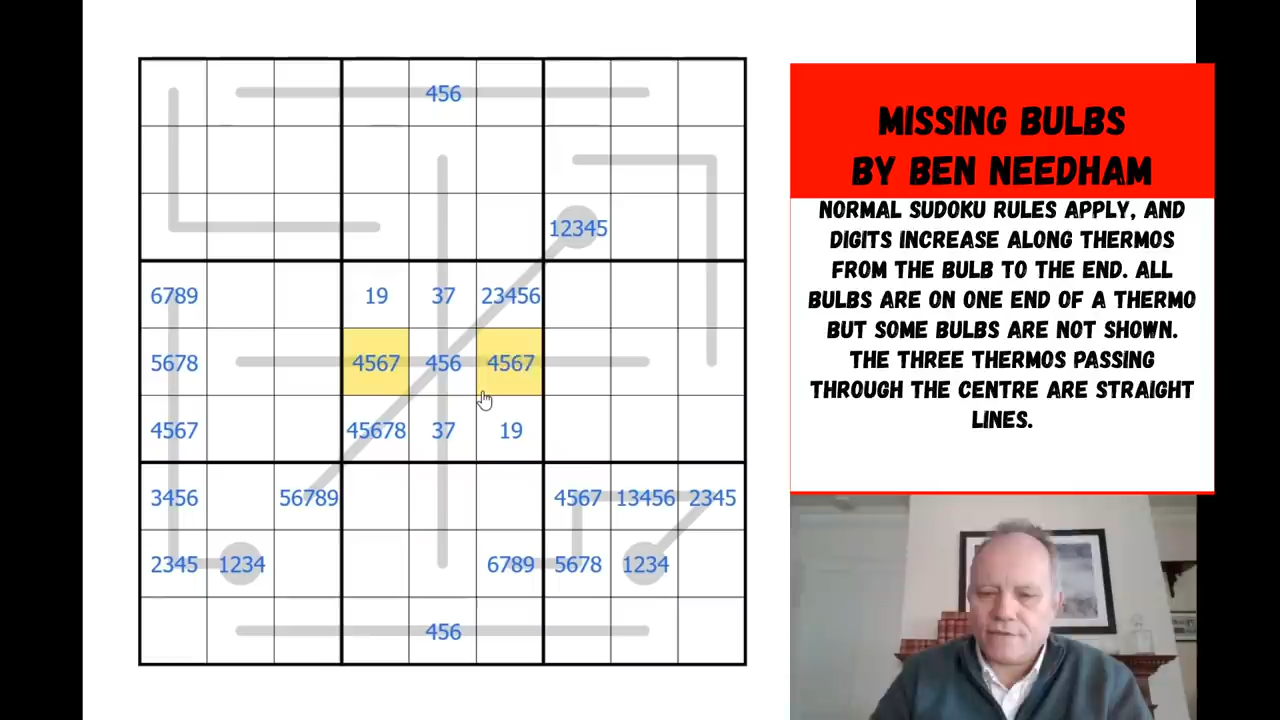 MISSING BULBS
BY BEN NEEDHAM
NORMAL SUDOKU RULES APPLY, AND
DIGITS INCREASE ALONG THERMOS
FROM THE BULB TO THE END. ALL
BULBS ARE ON ONE END OF A THERMO
BUT SOME BULBS ARE NOT SHOWN.
THE THREE THERMOS PASSING
THROUGH THE CENTRE ARE STRAIGHT
LINES.
456
12345
6789 19 37 23456
5678 4567 456 4567
4567 45678 37 19
3456 56789 4567 13456 2345
2345 1234 6789 5678 1234
456